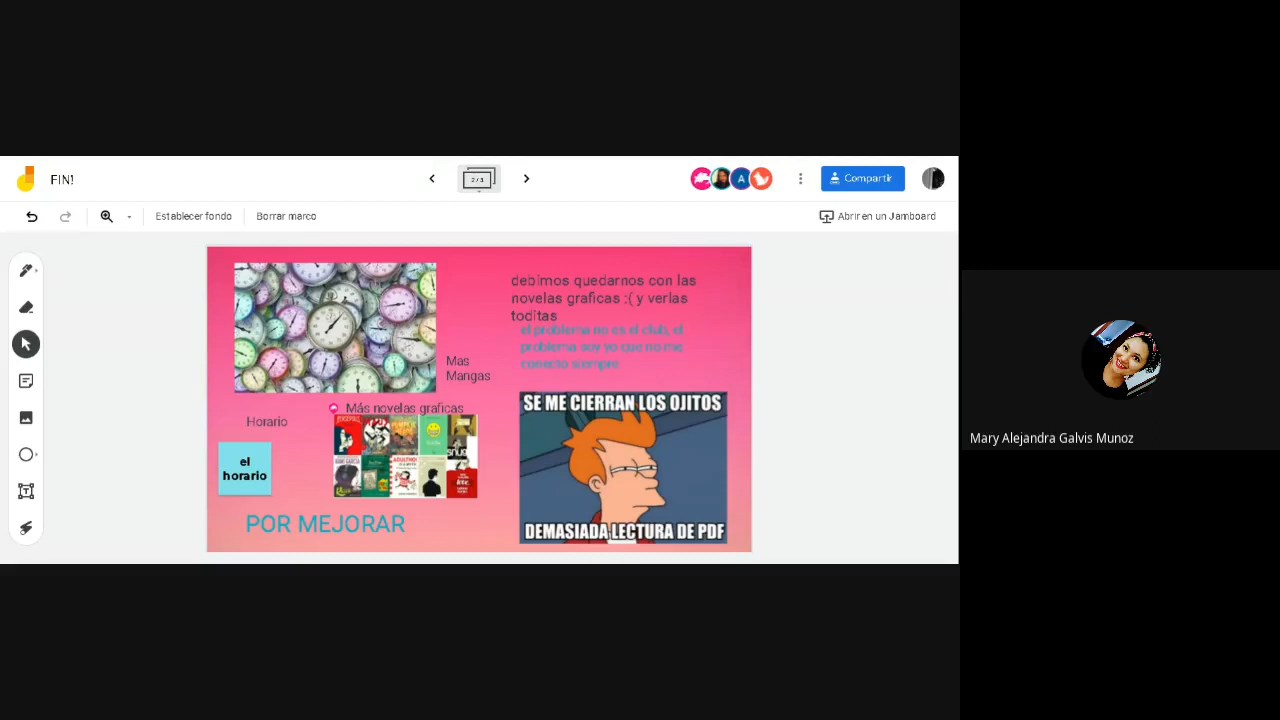 FIN!
2 / 3
A
Compartir
Establecer fondo
Borrar marco
Abrir en un Jamboard
debimos quedarnos con las
novelas graficas :( y verlas
toditas
el problema no es el club, el
problema soy yo que no me
conecto siempre
Mas
Mangas
Más novelas graficas
Horario
el
horario
SE ME CIERRAN LOS OJITOS
DEMASIADA LECTURA DE PDF
POR MEJORAR
Mary Alejandra Galvis Munoz